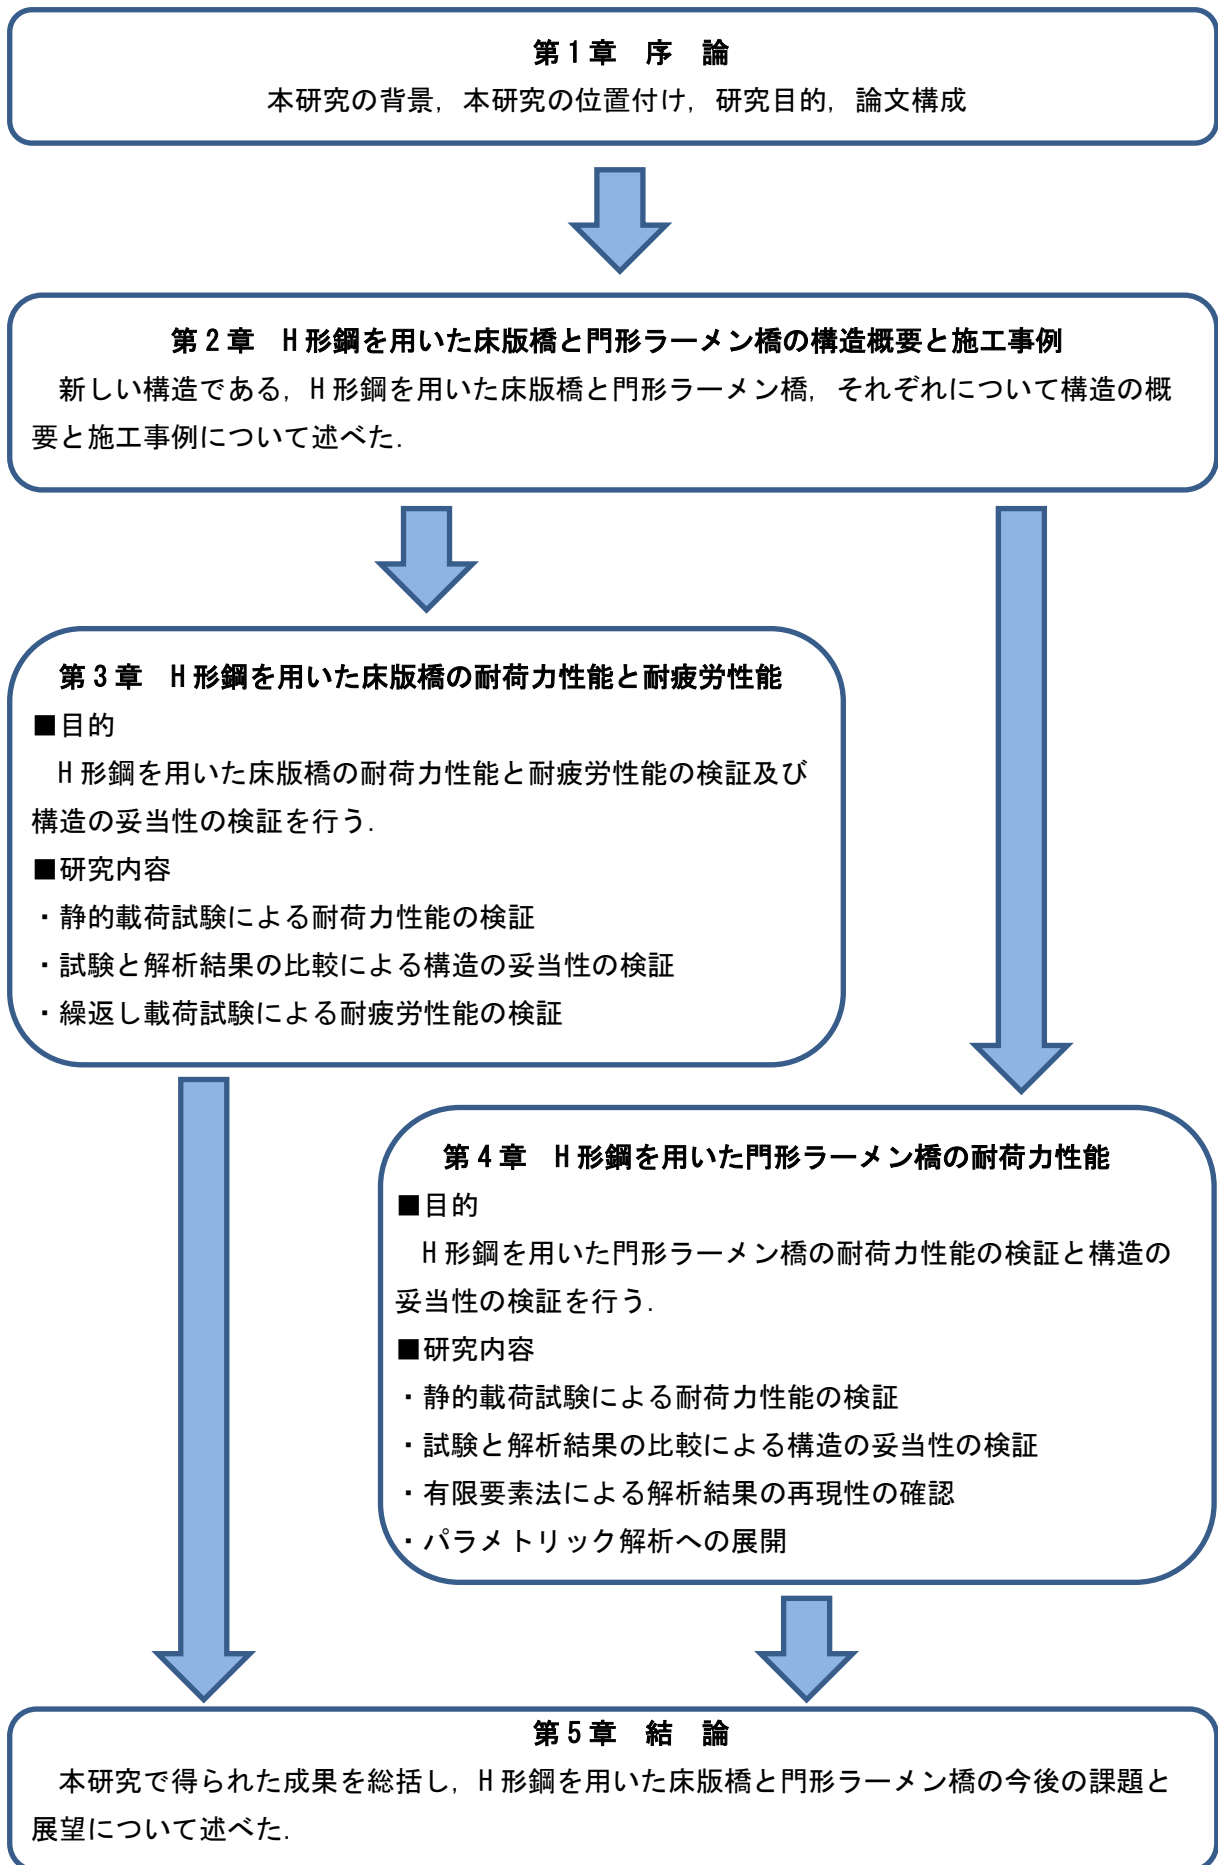 第1章　序　論
本研究の背景，本研究の位置付け，研究目的，論文構成
第2章　H形鋼を用いた床版橋と門形ラーメン橋の構造概要と施工事例
新しい構造である，H形鋼を用いた床版橋と門形ラーメン橋，それぞれについて構造の概
要と施工事例について述べた．
第3章　H形鋼を用いた床版橋の耐荷力性能と耐疲労性能
■目的
H形鋼を用いた床版橋の耐荷力性能と耐疲労性能の検証及び
構造の妥当性の検証を行う．
■研究内容
・静的載荷試験による耐荷力性能の検証
・試験と解析結果の比較による構造の妥当性の検証
・繰返し載荷試験による耐疲労性能の検証
第4章　H形鋼を用いた門形ラーメン橋の耐荷力性能
■目的
H形鋼を用いた門形ラーメン橋の耐荷力性能の検証と構造の
妥当性の検証を行う．
■研究内容
・静的載荷試験による耐荷力性能の検証
・試験と解析結果の比較による構造の妥当性の検証
・有限要素法による解析結果の再現性の確認
・パラメトリック解析への展開
第5章　結　論
本研究で得られた成果を総括し，H形鋼を用いた床版橋と門形ラーメン橋の今後の課題と
展望について述べた．